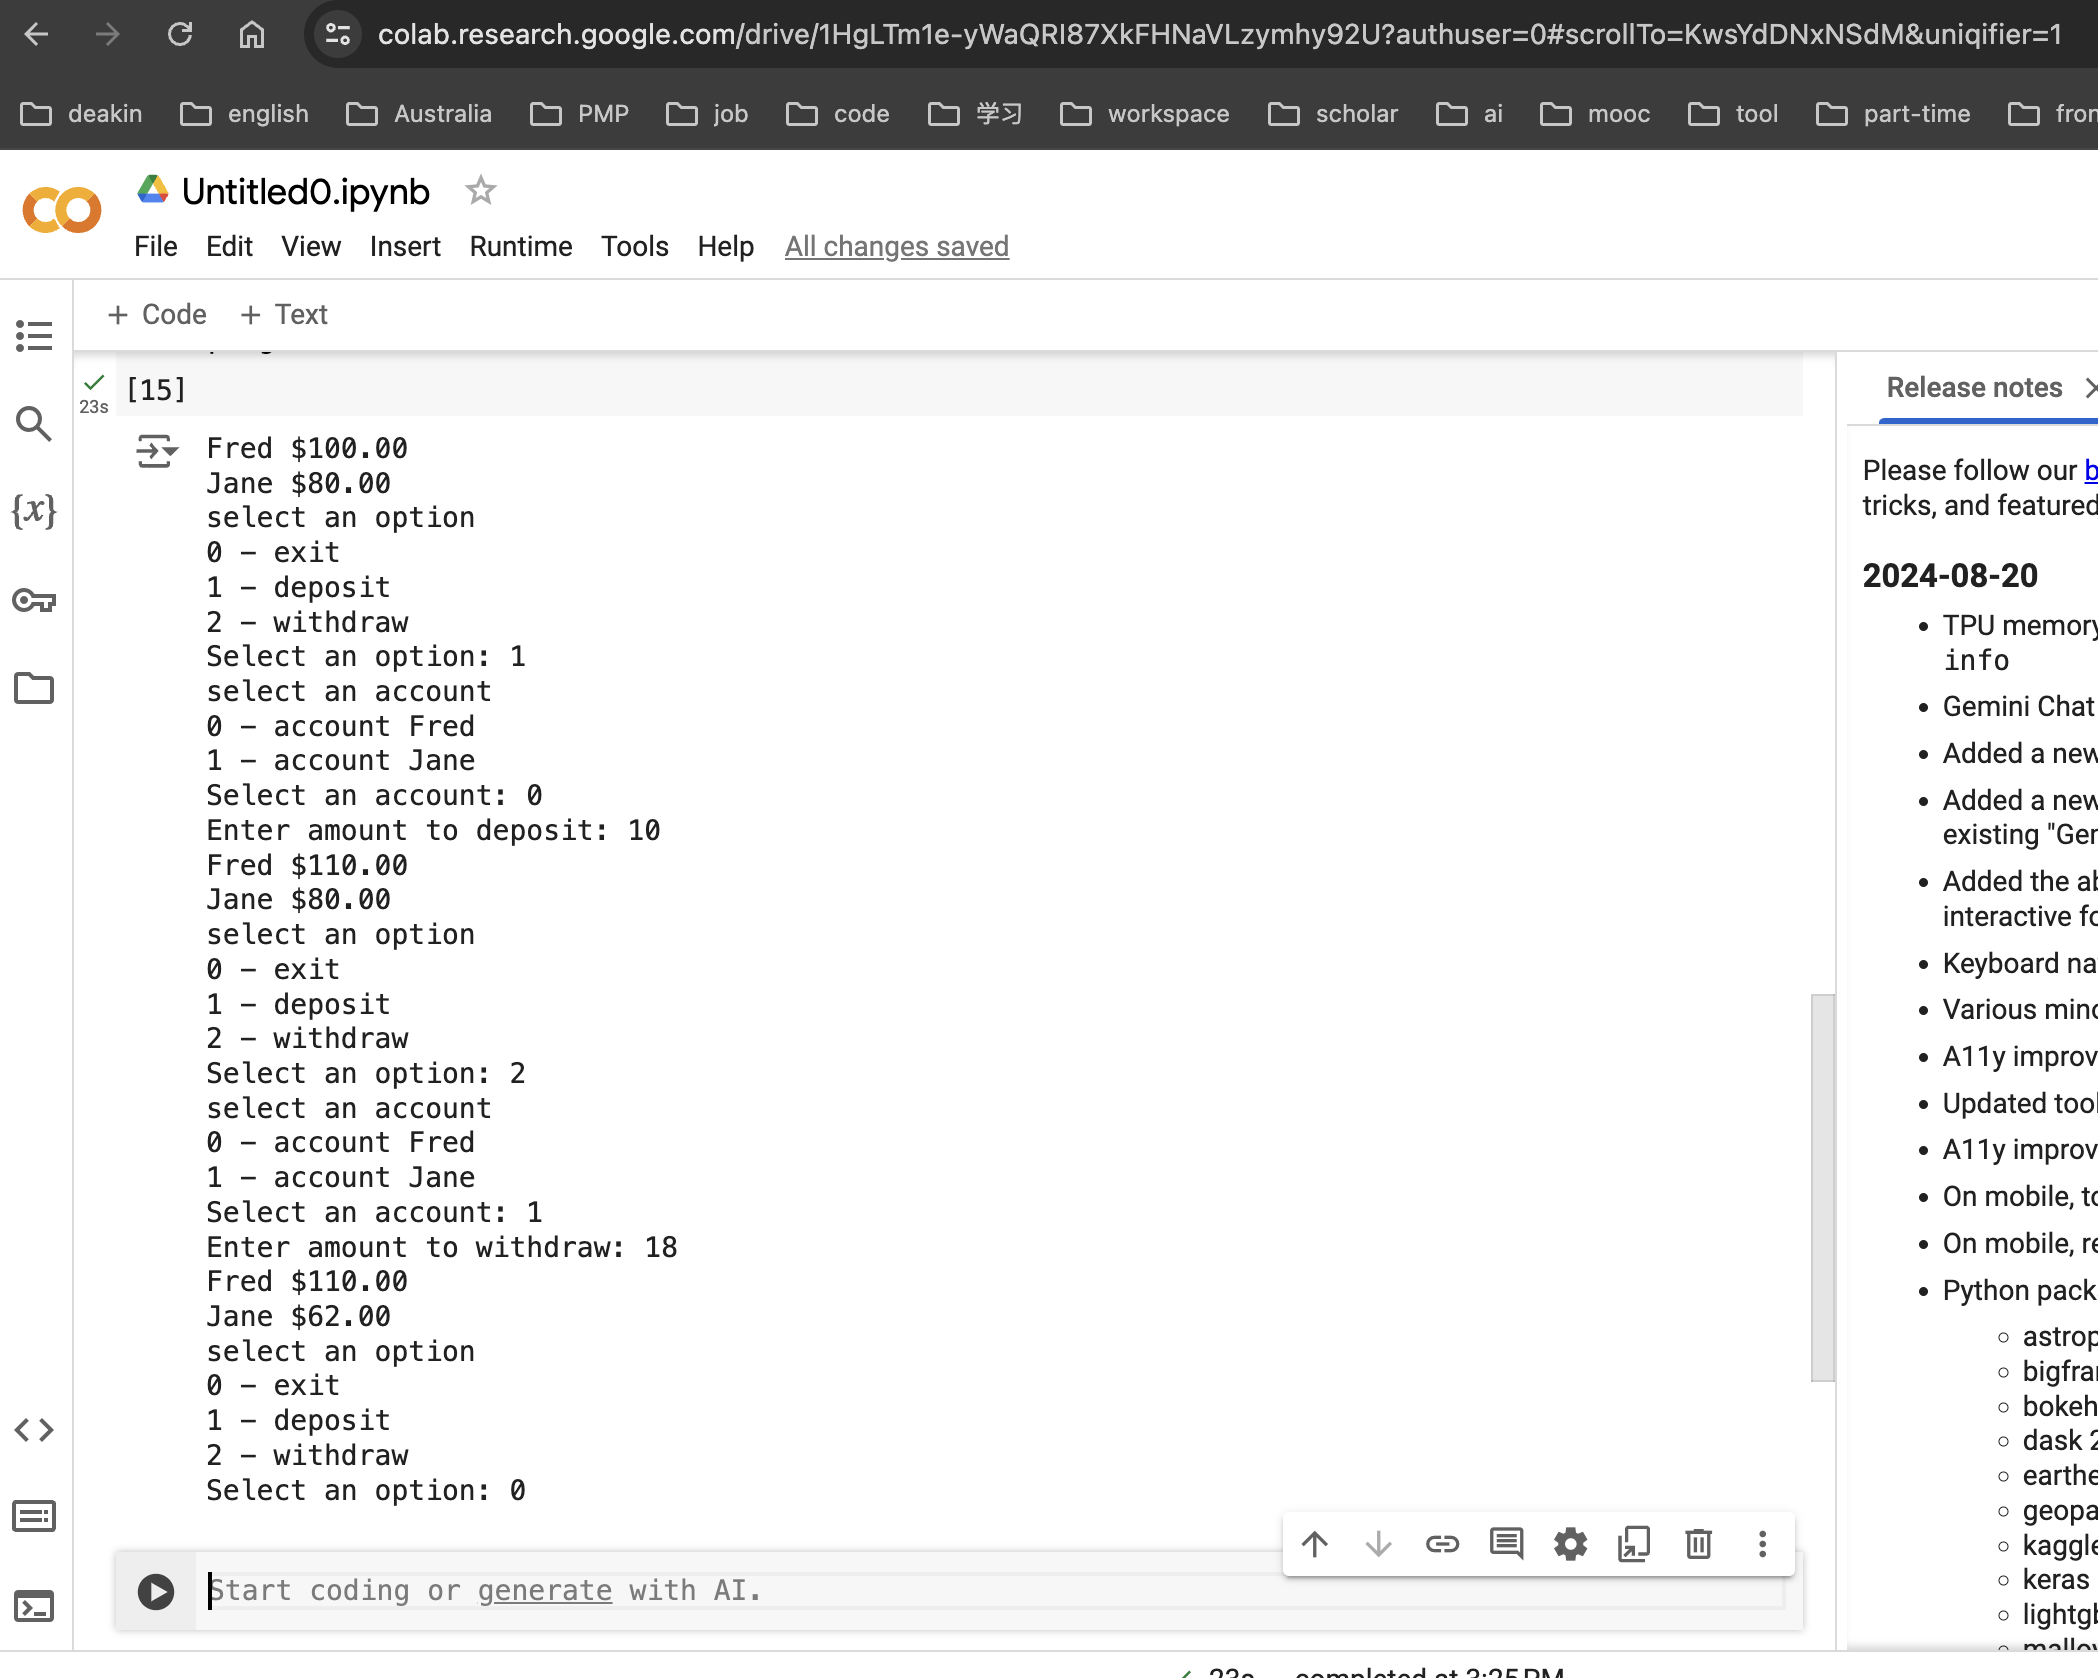 colab.research.google.com/drive/1HgLTm1e-yWaQRI87XkFHNaVLzymhy92U?authuser=0#scrollTo=KwsYdDNxNSdM&uniqifier=1
deakin english Australia PMP job code 学习 workspace scholar ai mooc tool part-time fron
Untitled0.ipynb
File Edit View Insert Runtime Tools Help All changes saved
+ Code + Text
[15]
23s
Fred $100.00
Jane $80.00
select an option
0 - exit
1 - deposit
2 - withdraw
Select an option: 1
select an account
0 - account Fred
1 - account Jane
Select an account: 0
Enter amount to deposit: 10
Fred $110.00
Jane $80.00
select an option
0 - exit
1 - deposit
2 - withdraw
Select an option: 2
select an account
0 - account Fred
1 - account Jane
Select an account: 1
Enter amount to withdraw: 18
Fred $110.00
Jane $62.00
select an option
0 - exit
1 - deposit
2 - withdraw
Select an option: 0
Start coding or generate with AI.
Release notes
Please follow our b
tricks, and featured
2024-08-20
• TPU memory
info
• Gemini Chat
• Added a new
• Added a new
existing "Ger
• Added the ab
interactive fo
• Keyboard na
• Various mino
• A11y improv
• Updated tool
• A11y improv
• On mobile, to
• On mobile, re
• Python pack
◦ astrop
◦ bigfra
◦ bokeh
◦ dask 2
◦ earthe
◦ geopa
◦ kaggle
◦ keras
◦ lightgb
23s completed at 3:25 PM